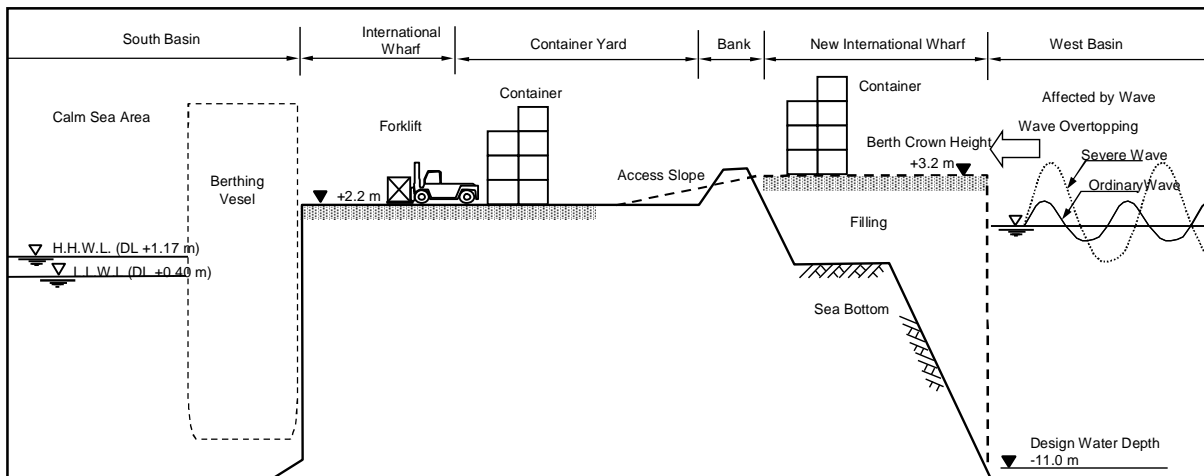 South Basin
International
Wharf
Container Yard
Bank
New International Wharf
West Basin
Calm Sea Area
Container
Container
Affected by Wave
Forklift
Berth Crown Height
Wave Overtopping
+3.2 m
Severe Wave
Berthing
Vesel
Access Slope
OrdinaryWave
+2.2 m
Filling
H.H.W.L. (DL +1.17 m)
L.L.W.L (DL +0.40 m)
Sea Bottom
Design Water Depth
-11.0 m